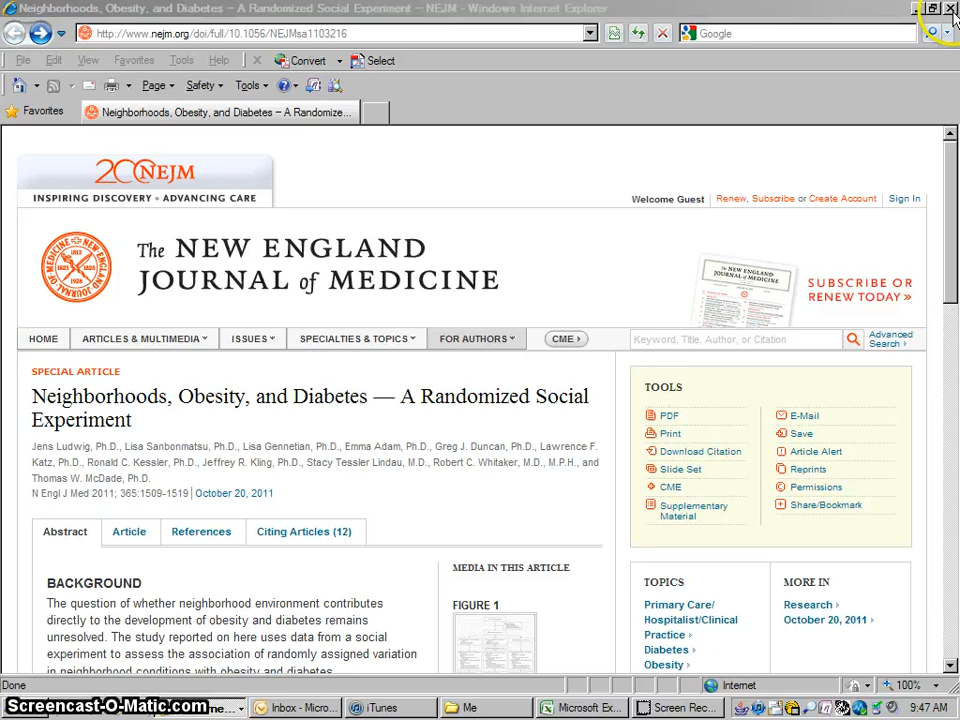 Neighborhoods, Obesity, and Diabetes – A Randomized Social Experiment – NEJM - Windows Internet Explorer
http://www.nejm.org/doi/full/10.1056/NEJMsa1103216
Google
File Edit View Favorites Tools Help
Convert
Select
Page
Safety
Tools
Favorites
Neighborhoods, Obesity, and Diabetes – A Randomize...
200 NEJM
INSPIRING DISCOVERY • ADVANCING CARE
Welcome Guest
Renew, Subscribe or Create Account
Sign In
The NEW ENGLAND
JOURNAL of MEDICINE
SUBSCRIBE OR
RENEW TODAY »
HOME
ARTICLES & MULTIMEDIA
ISSUES
SPECIALTIES & TOPICS
FOR AUTHORS
CME
Keyword, Title, Author, or Citation
Advanced
Search ›
SPECIAL ARTICLE
Neighborhoods, Obesity, and Diabetes — A Randomized Social
Experiment
Jens Ludwig, Ph.D., Lisa Sanbonmatsu, Ph.D., Lisa Gennetian, Ph.D., Emma Adam, Ph.D., Greg J. Duncan, Ph.D., Lawrence F.
Katz, Ph.D., Ronald C. Kessler, Ph.D., Jeffrey R. Kling, Ph.D., Stacy Tessler Lindau, M.D., Robert C. Whitaker, M.D., M.P.H., and
Thomas W. McDade, Ph.D.
N Engl J Med 2011; 365:1509-1519 | October 20, 2011
Abstract
Article
References
Citing Articles (12)
BACKGROUND
The question of whether neighborhood environment contributes
directly to the development of obesity and diabetes remains
unresolved. The study reported on here uses data from a social
experiment to assess the association of randomly assigned variation
in neighborhood conditions with obesity and diabetes.
MEDIA IN THIS ARTICLE
FIGURE 1
TOOLS
PDF
Print
Download Citation
Slide Set
CME
Supplementary
Material
E-Mail
Save
Article Alert
Reprints
Permissions
Share/Bookmark
TOPICS
Primary Care/
Hospitalist/Clinical
Practice ›
Diabetes ›
Obesity ›
MORE IN
Research ›
October 20, 2011 ›
Done
Internet
100%
Screencast-O-Matic.com
Inbox - Micro...
iTunes
Me
Microsoft Ex...
Screen Rec...
9:47 AM